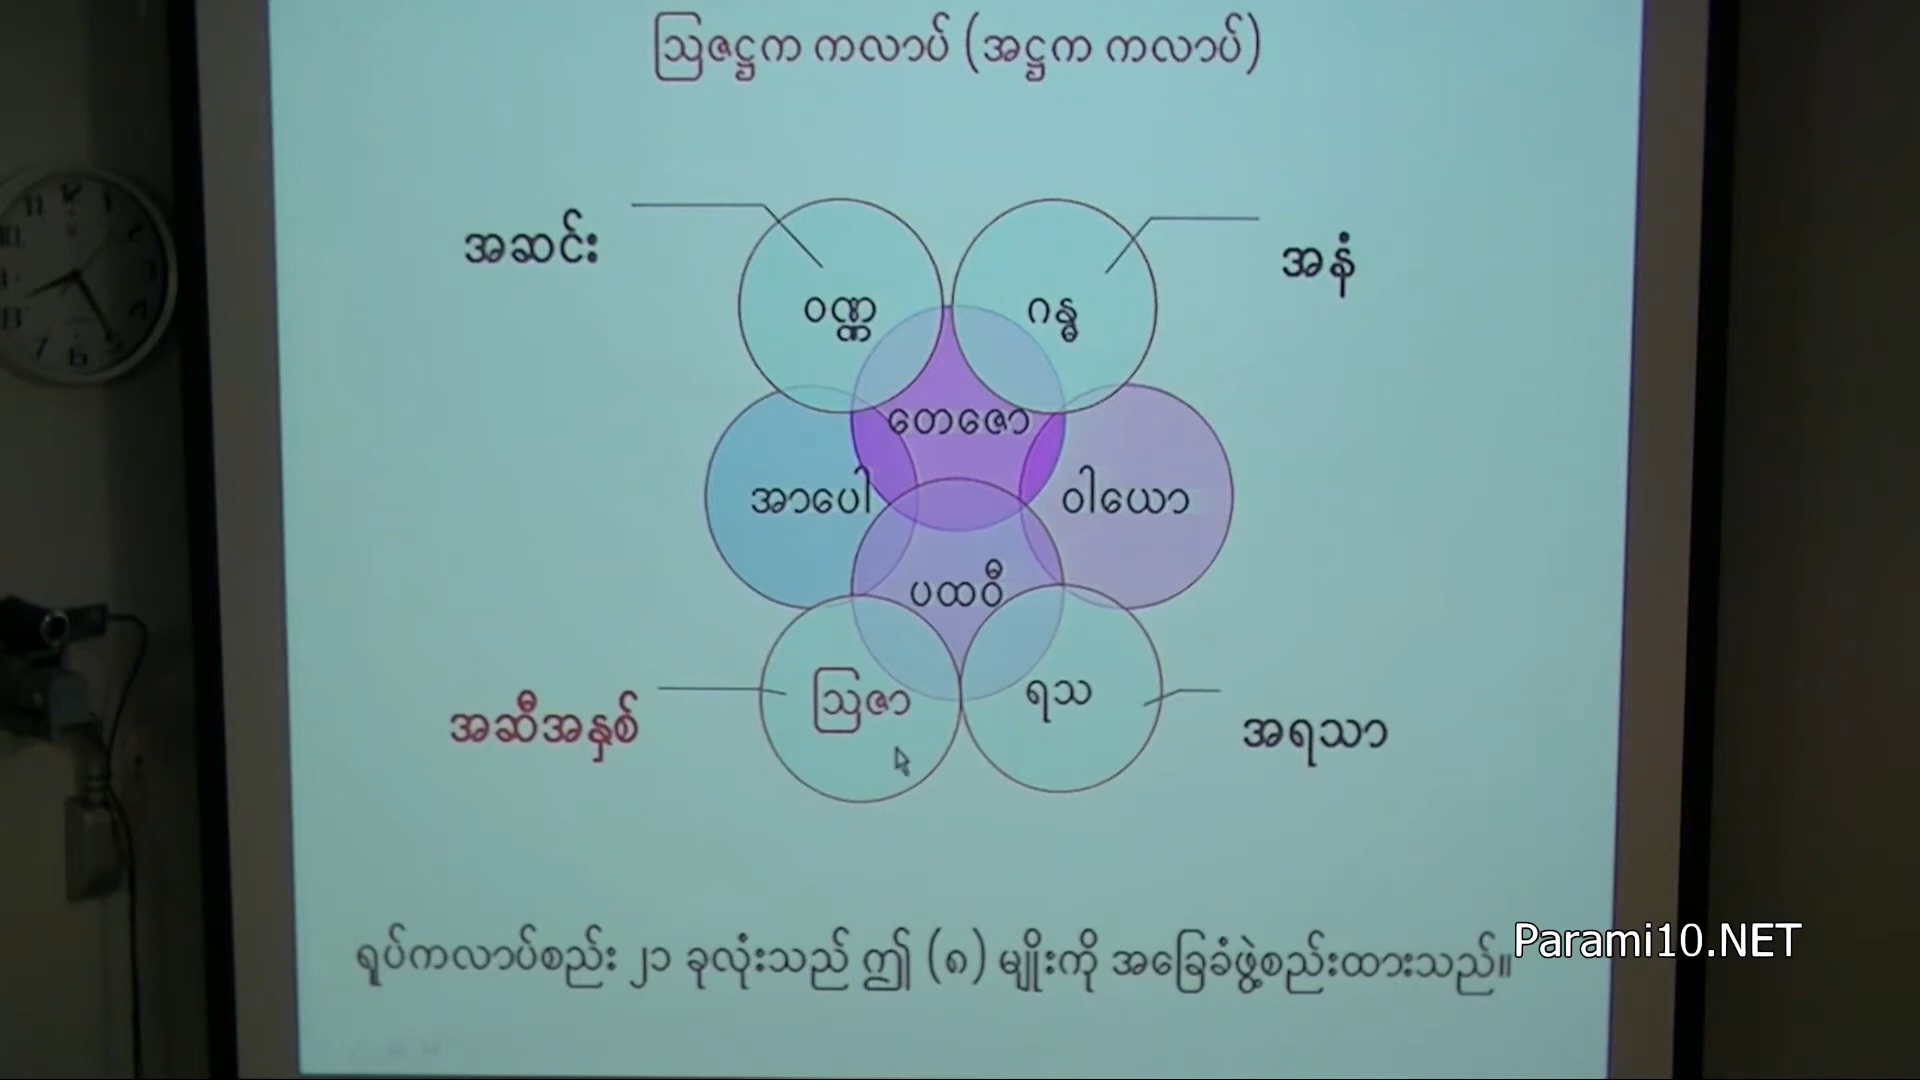 ဩဇဋ္ဌက ကလာပ် (အဋ္ဌက ကလာပ်)
အဆင်း
အနံ
ဝဏ္ဏ
ဂန္ဓ
တေဇော
အာပေါ
ဝါယော
ပထဝီ
ဩဇာ
ရသ
အဆီအနှစ်
အရသာ
ရုပ်ကလာပ်စည်း ၂၁ ခုလုံးသည် ဤ (၈) မျိုးကို အခြေခံဖွဲ့စည်းထားသည်။
Parami10.NET